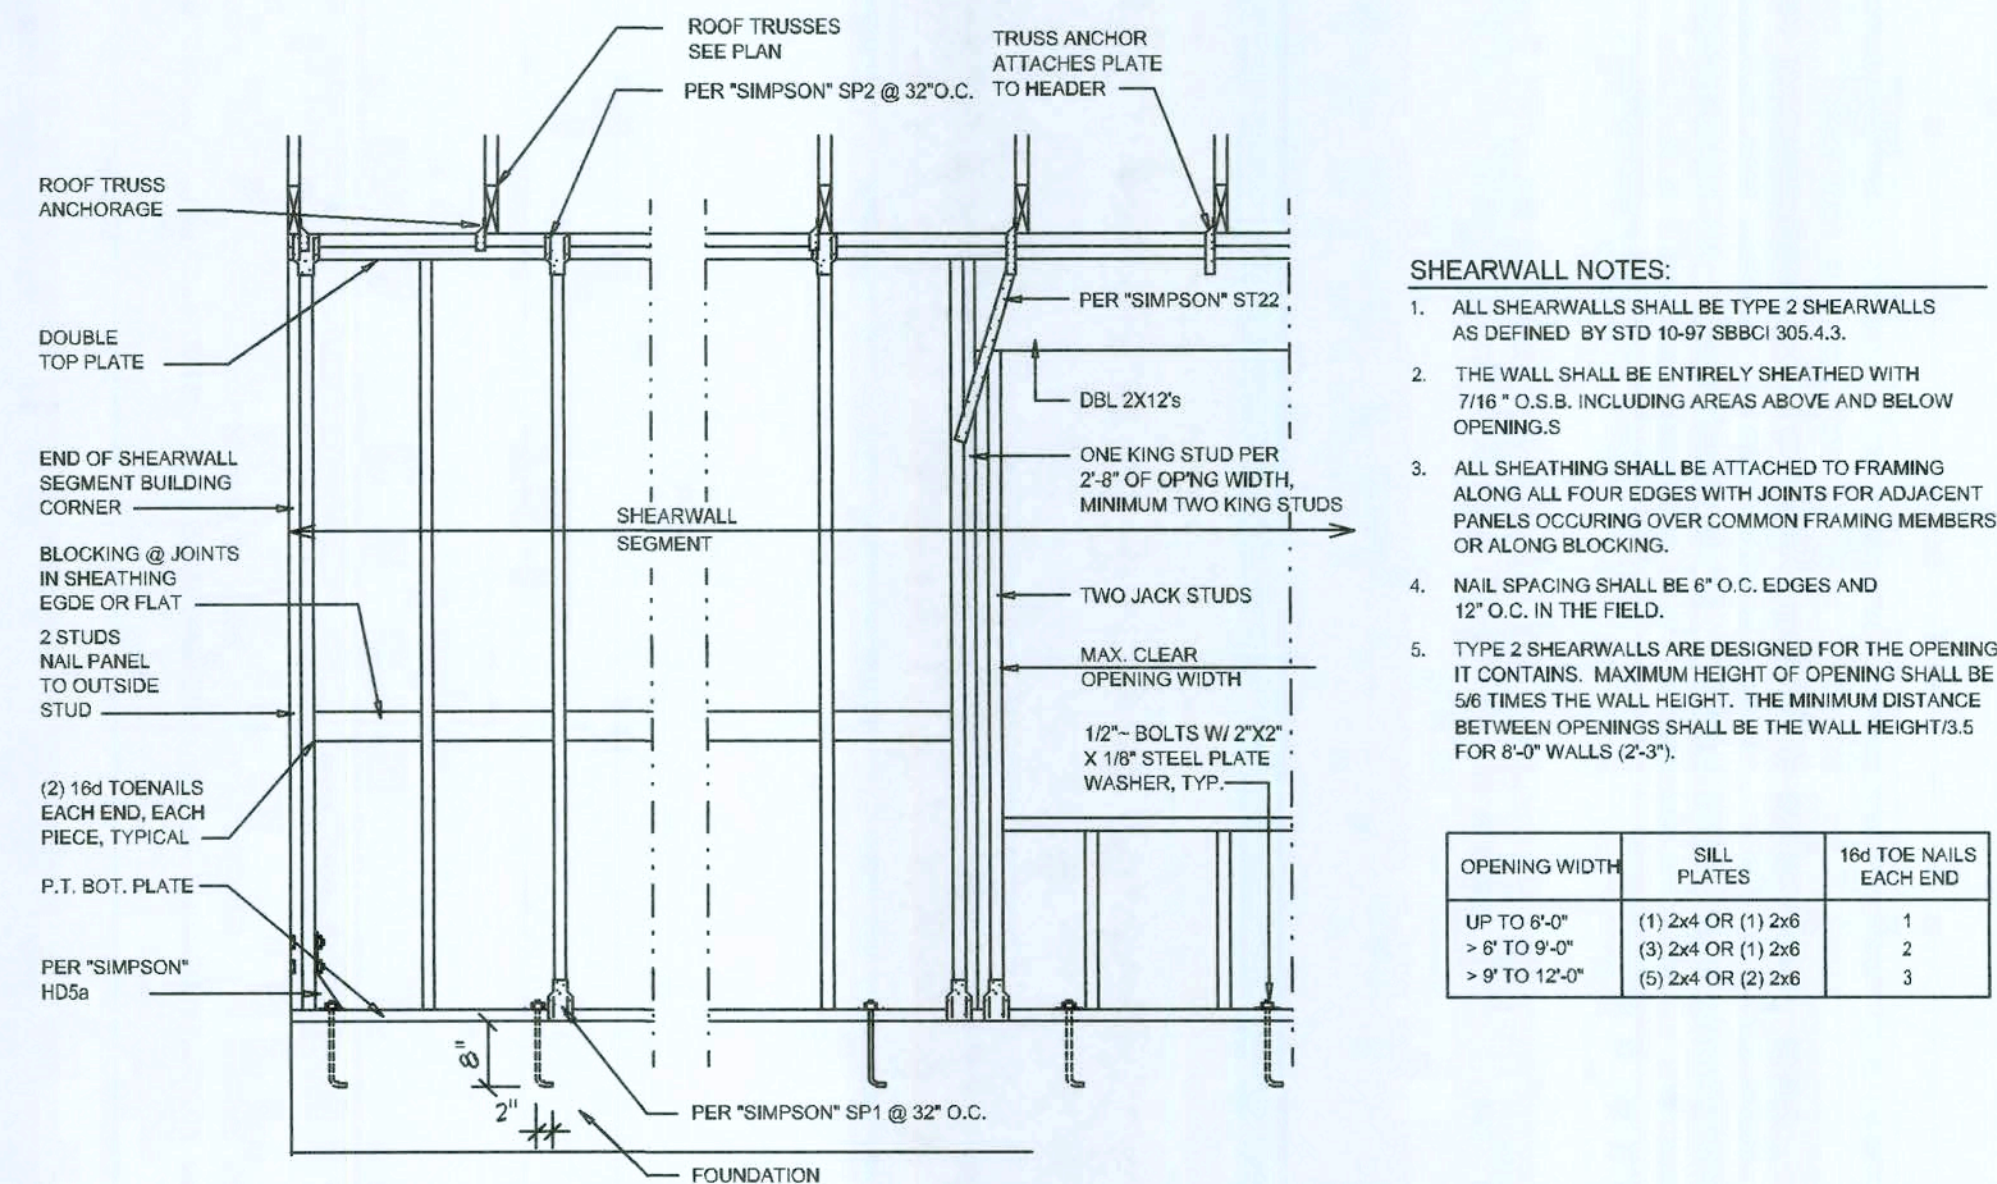 ROOF TRUSSES
SEE PLAN
PER "SIMPSON" SP2 @ 32"O.C.
TRUSS ANCHOR
ATTACHES PLATE
TO HEADER
ROOF TRUSS
ANCHORAGE
DOUBLE
TOP PLATE
END OF SHEARWALL
SEGMENT BUILDING
CORNER
BLOCKING @ JOINTS
IN SHEATHING
EGDE OR FLAT
2 STUDS
NAIL PANEL
TO OUTSIDE
STUD
(2) 16d TOENAILS
EACH END, EACH
PIECE, TYPICAL
P.T. BOT. PLATE
PER "SIMPSON"
HD5a
SHEARWALL
SEGMENT
PER "SIMPSON" ST22
DBL 2X12's
ONE KING STUD PER
2'-8" OF OP'NG WIDTH,
MINIMUM TWO KING STUDS
TWO JACK STUDS
MAX. CLEAR
OPENING WIDTH
1/2"~ BOLTS W/ 2"X2"
X 1/8" STEEL PLATE
WASHER, TYP.
8"
2"
PER "SIMPSON" SP1 @ 32" O.C.
FOUNDATION
SHEARWALL NOTES:
1. ALL SHEARWALLS SHALL BE TYPE 2 SHEARWALLS
AS DEFINED BY STD 10-97 SBBCI 305.4.3.
2. THE WALL SHALL BE ENTIRELY SHEATHED WITH
7/16 " O.S.B. INCLUDING AREAS ABOVE AND BELOW
OPENING.S
3. ALL SHEATHING SHALL BE ATTACHED TO FRAMING
ALONG ALL FOUR EDGES WITH JOINTS FOR ADJACENT
PANELS OCCURING OVER COMMON FRAMING MEMBERS
OR ALONG BLOCKING.
4. NAIL SPACING SHALL BE 6" O.C. EDGES AND
12" O.C. IN THE FIELD.
5. TYPE 2 SHEARWALLS ARE DESIGNED FOR THE OPENING
IT CONTAINS. MAXIMUM HEIGHT OF OPENING SHALL BE
5/6 TIMES THE WALL HEIGHT. THE MINIMUM DISTANCE
BETWEEN OPENINGS SHALL BE THE WALL HEIGHT/3.5
FOR 8'-0" WALLS (2'-3").
OPENING WIDTH SILL PLATES 16d TOE NAILS EACH END
UP TO 6'-0" (1) 2x4 OR (1) 2x6 1
> 6' TO 9'-0" (3) 2x4 OR (1) 2x6 2
> 9' TO 12'-0" (5) 2x4 OR (2) 2x6 3